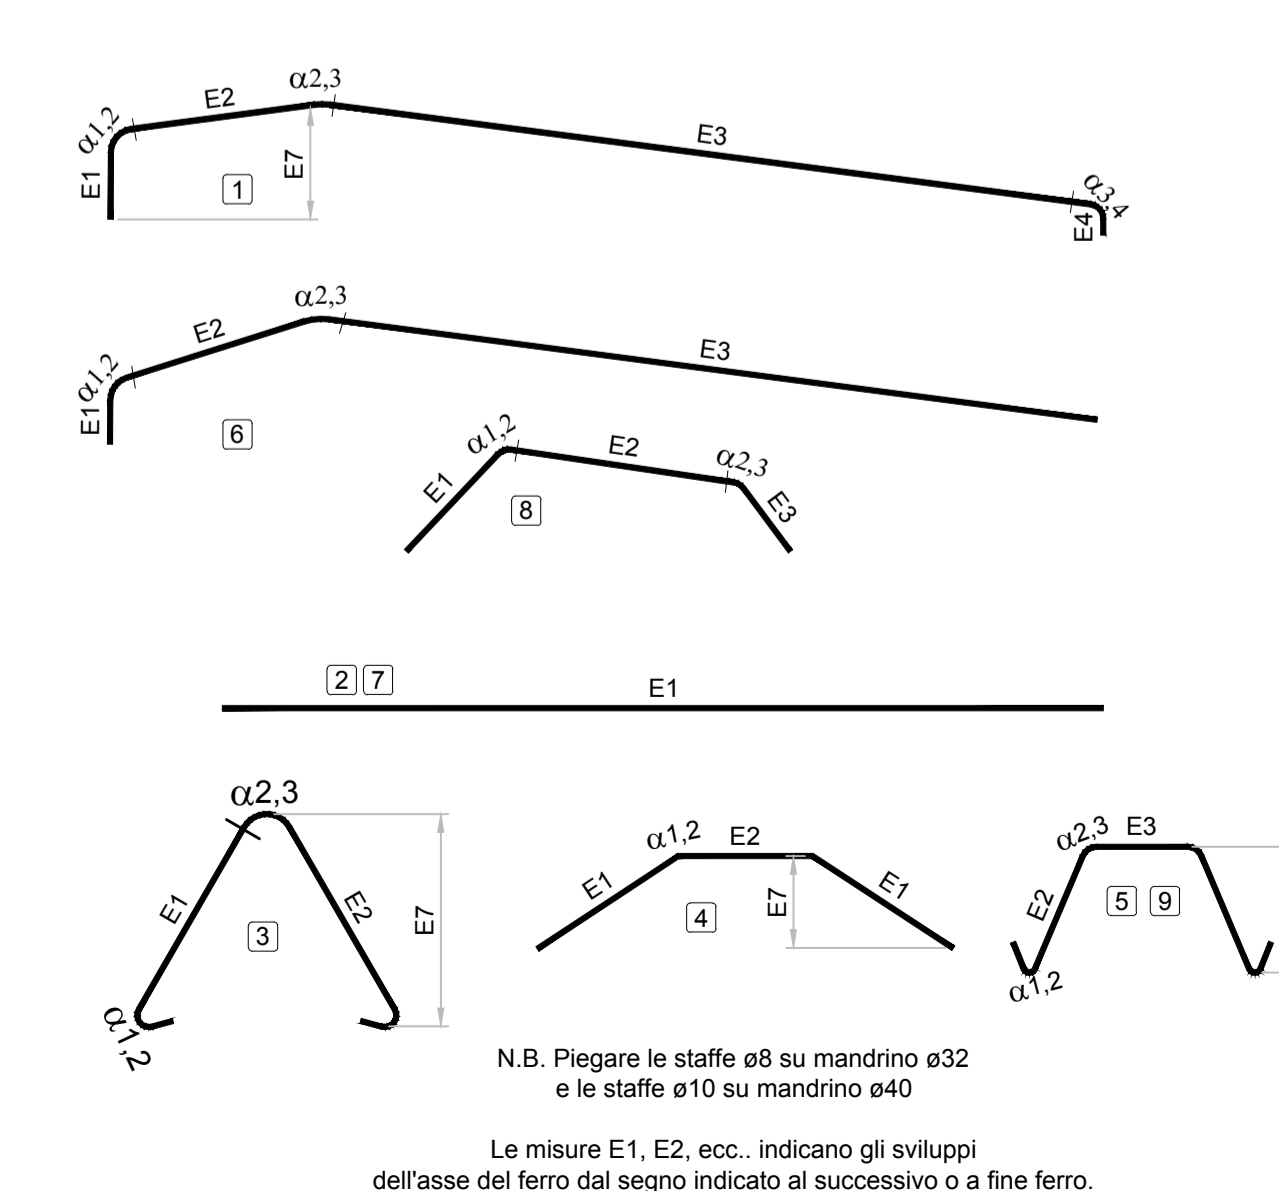 α2,3
α1,2
E2
E3
E7
E1
1
α3,4
E4
α2,3
E2
α1,2
E3
E1
6
α1,2
E2
α2,3
E1
E3
8
2 7
E1
α2,3
E1
E2
E7
3
α1,2
α1,2
E2
E1
E1
E7
4
α2,3
E3
E2
5 9
α1,2
N.B. Piegare le staffe ø8 su mandrino ø32
e le staffe ø10 su mandrino ø40
Le misure E1, E2, ecc.. indicano gli sviluppi
dell'asse del ferro dal segno indicato al successivo o a fine ferro.